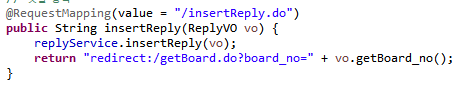 @RequestMapping(value = "/insertReply.do")
public String insertReply(ReplyVO vo) {
replyService.insertReply(vo);
return "redirect:/getBoard.do?board_no=" + vo.getBoard_no();
}